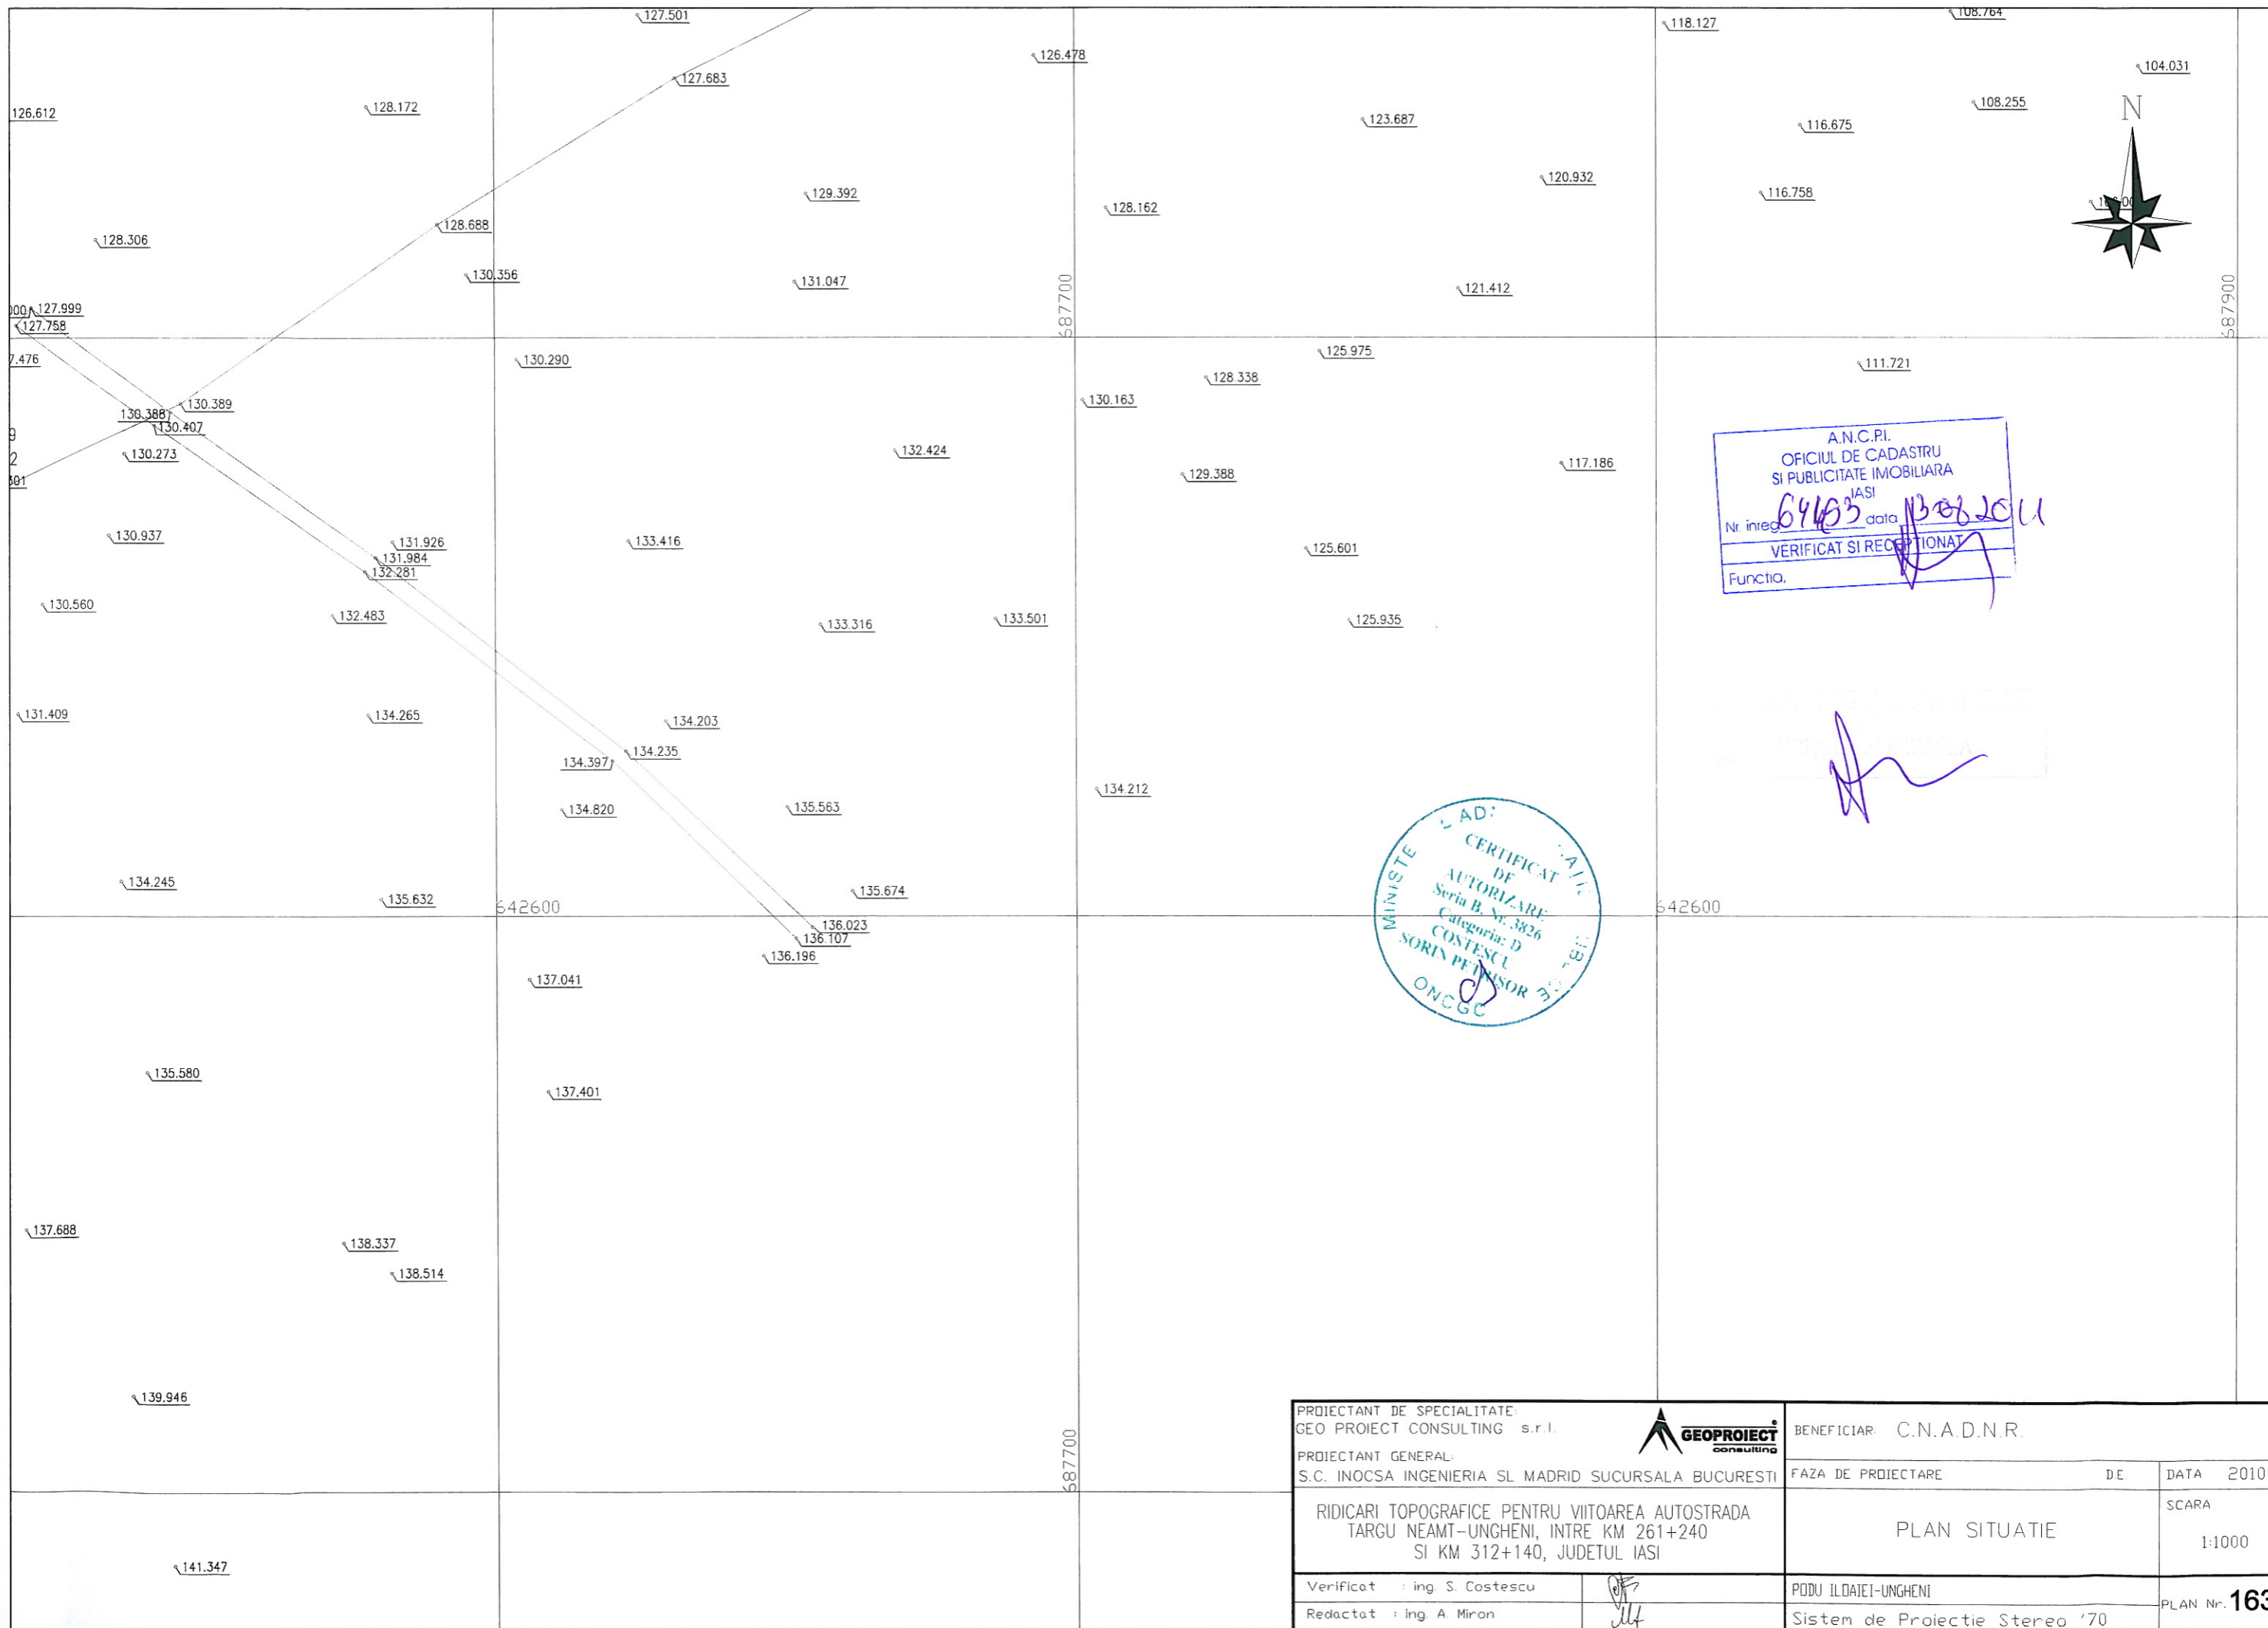 127.501
118.127
126.478
104.031
127.683
108.255
126.612
128.172
123.687
116.675
N
120.932
129.392
116.758
128.162
128.688
128.306
130.356
131.047
121.412
687700
687900
127.999
127.758
125.975
130.290
111.721
128.338
130.163
130.389
130.388
130.407
130.273
132.424
117.186
129.388
130.937
131.926
133.416
125.601
131.984
132.281
130.560
132.483
133.316
133.501
125.935
131.409
134.265
134.203
134.235
134.397
134.212
134.820
135.563
134.245
135.632
135.674
642600
642600
136.023
136.107
136.196
137.041
135.580
137.401
137.688
138.337
138.514
139.946
687700
141.347
A.N.C.P.I.
OFICIUL DE CADASTRU
SI PUBLICITATE IMOBILIARA
IASI
Nr. inreg data
VERIFICAT SI RECEPTIONAT
Functia,
MINISTE
CERTIFICAT
DE
AUTORIZARE
Seria B, Nr. 3826
Categoria: D
COSTESCU
SORIN PETRISOR
ONCGC
PROIECTANT DE SPECIALITATE:
GEO PROIECT CONSULTING s.r.l.
GEOPROIECT
consulting
PROIECTANT GENERAL:
S.C. INOCSA INGENIERIA SL MADRID SUCURSALA BUCURESTI
RIDICARI TOPOGRAFICE PENTRU VIITOAREA AUTOSTRADA
TARGU NEAMT-UNGHENI, INTRE KM 261+240
SI KM 312+140, JUDETUL IASI
Verificat : ing. S. Costescu
Redactat : ing. A. Miron
BENEFICIAR C.N.A.D.N.R.
FAZA DE PROIECTARE D.E. DATA 2010
PLAN SITUATIE
SCARA
1:1000
PODU ILOAIEI-UNGHENI
Sistem de Proiectie Stereo '70
PLAN Nr. 163